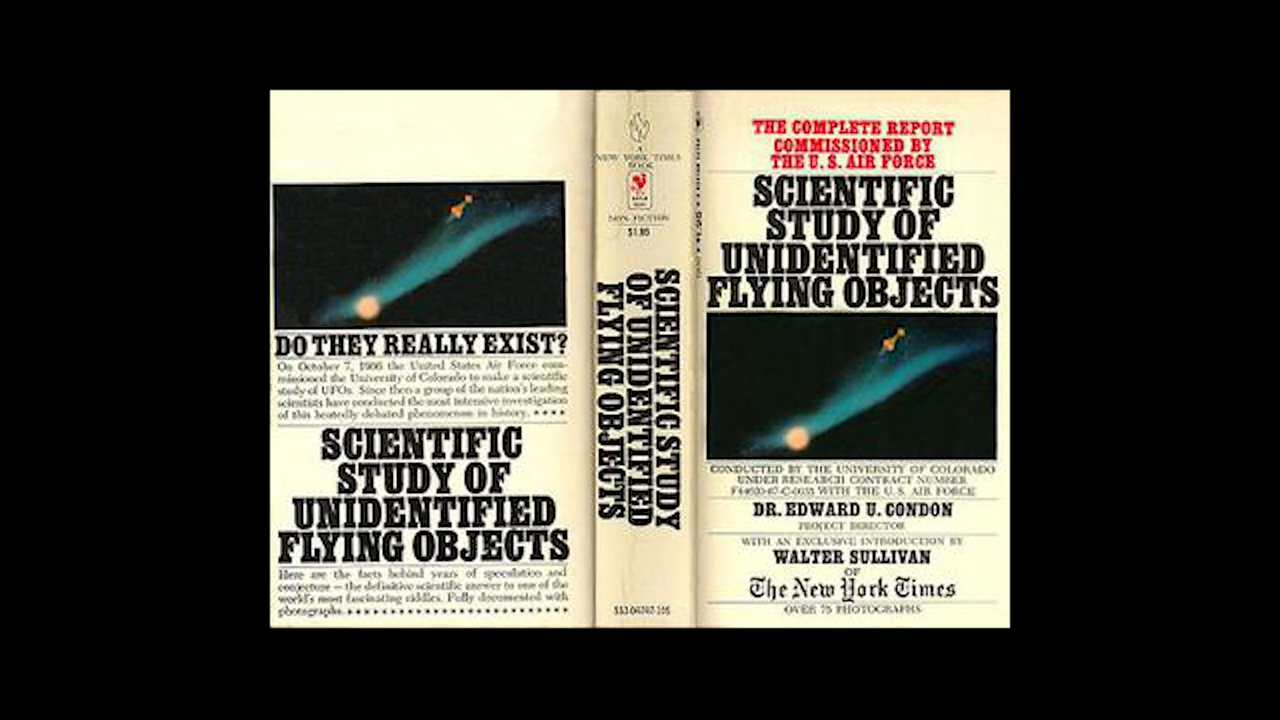 DO THEY REALLY EXIST?
On October 7, 1966 the United States Air Force com-
missioned the University of Colorado to make a scientific
study of UFOs. Since then a group of the nation's leading
scientists have conducted the most intensive investigation
of this heatedly debated phenomenon in history. ★★★★
SCIENTIFIC
STUDY OF
UNIDENTIFIED
FLYING OBJECTS
Here are the facts behind years of speculation and
conjecture—the definitive scientific answer to one of the
world's most fascinating riddles. Fully documented with
photographs.
A
NEW YORK TIMES
BOOK
NON-FICTION
$1.95
SCIENTIFIC STUDY
OF UNIDENTIFIED
FLYING OBJECTS
553-04747-195
THE COMPLETE REPORT
COMMISSIONED BY
THE U. S. AIR FORCE
SCIENTIFIC
STUDY OF
UNIDENTIFIED
FLYING OBJECTS
CONDUCTED BY THE UNIVERSITY OF COLORADO
UNDER RESEARCH CONTRACT NUMBER
F44620-67-C-0035 WITH THE U. S. AIR FORCE
DR. EDWARD U. CONDON
PROJECT DIRECTOR
WITH AN EXCLUSIVE INTRODUCTION BY
WALTER SULLIVAN
OF
The New York Times
OVER 75 PHOTOGRAPHS